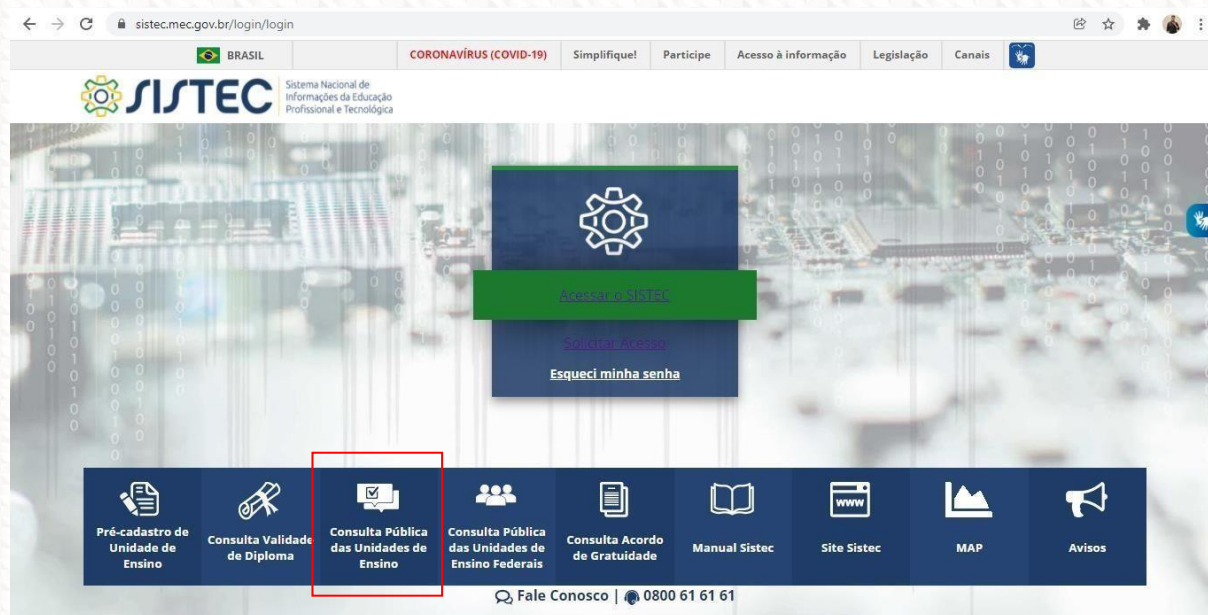 sistec.mec.gov.br/login/login
BRASIL
CORONAVÍRUS (COVID-19)
Simplifique!
Participe
Acesso à informação
Legislação
Canais
SISTEC
Sistema Nacional de
Informações da Educação
Profissional e Tecnológica
Acessar o SISTEC
Solicitar Acesso
Esqueci minha senha
Pré-cadastro de
Unidade de
Ensino
Consulta Validade
de Diploma
Consulta Pública
das Unidades de
Ensino
Consulta Pública
das Unidades de
Ensino Federais
Consulta Acordo
de Gratuidade
Manual Sistec
www
Site Sistec
MAP
Avisos
Fale Conosco | 0800 61 61 61